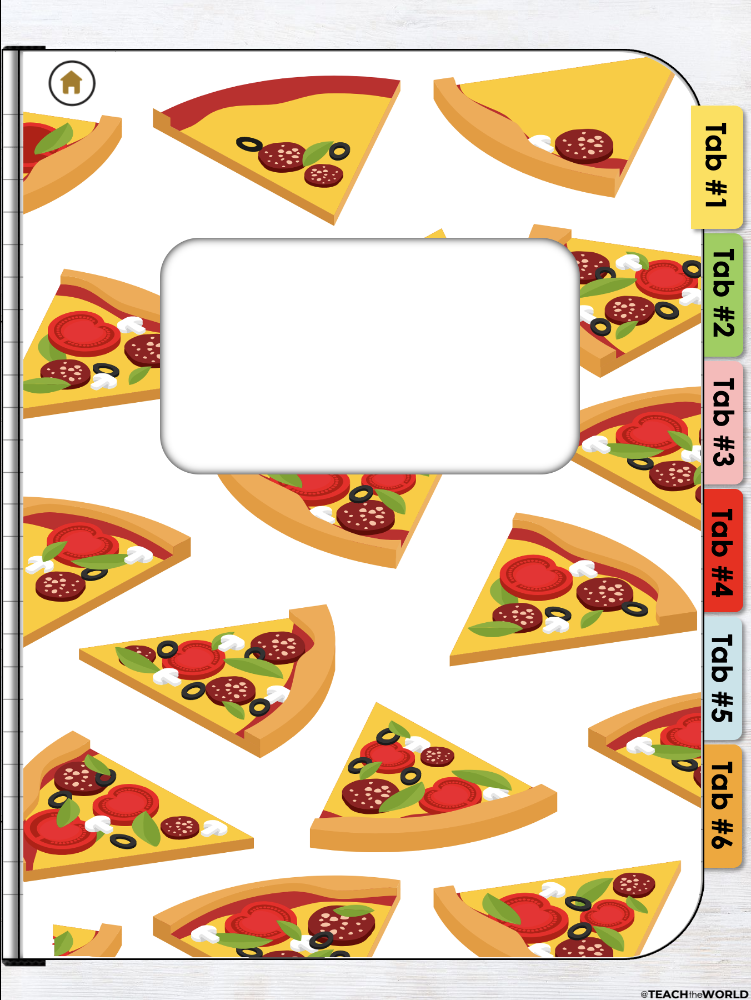 Tab #1
Tab #2
Tab #3
Tab #4
Tab #5
Tab #6
@TEACHtheWORLD